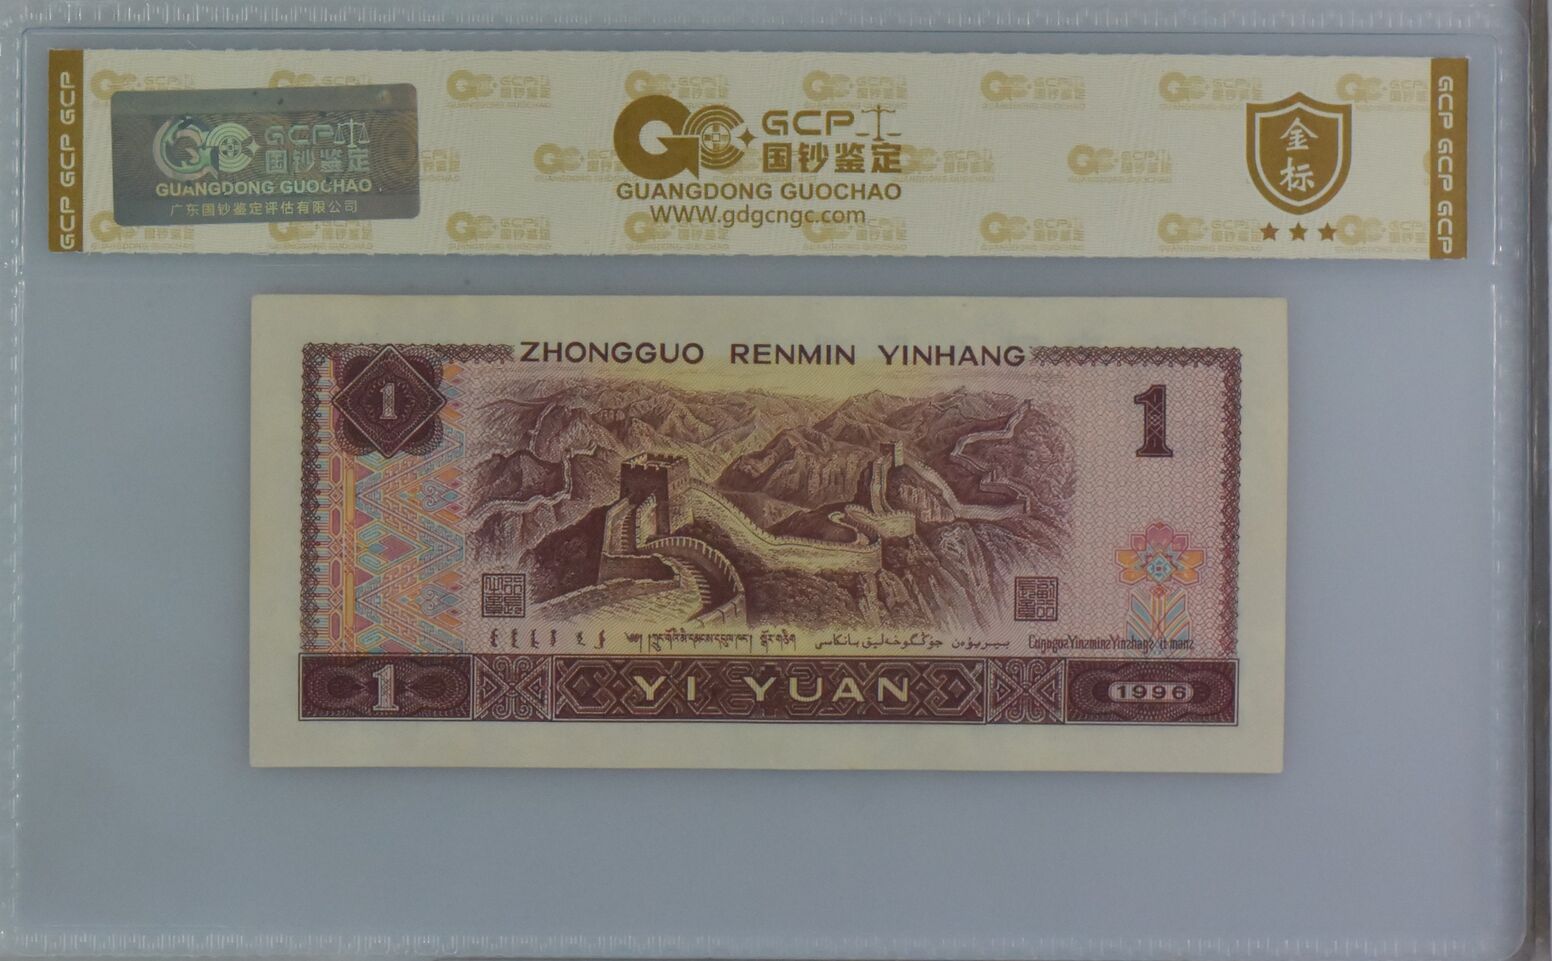 GCP GCP GCP
GCP
国钞鉴定
GUANGDONG GUOCHAO
广东国钞鉴定评估有限公司
GCP
国钞鉴定
GUANGDONG GUOCHAO
WWW.gdgcngc.com
金标
GCP GCP GCP
ZHONGGUO RENMIN YINHANG
1
1
1
YI YUAN
1996